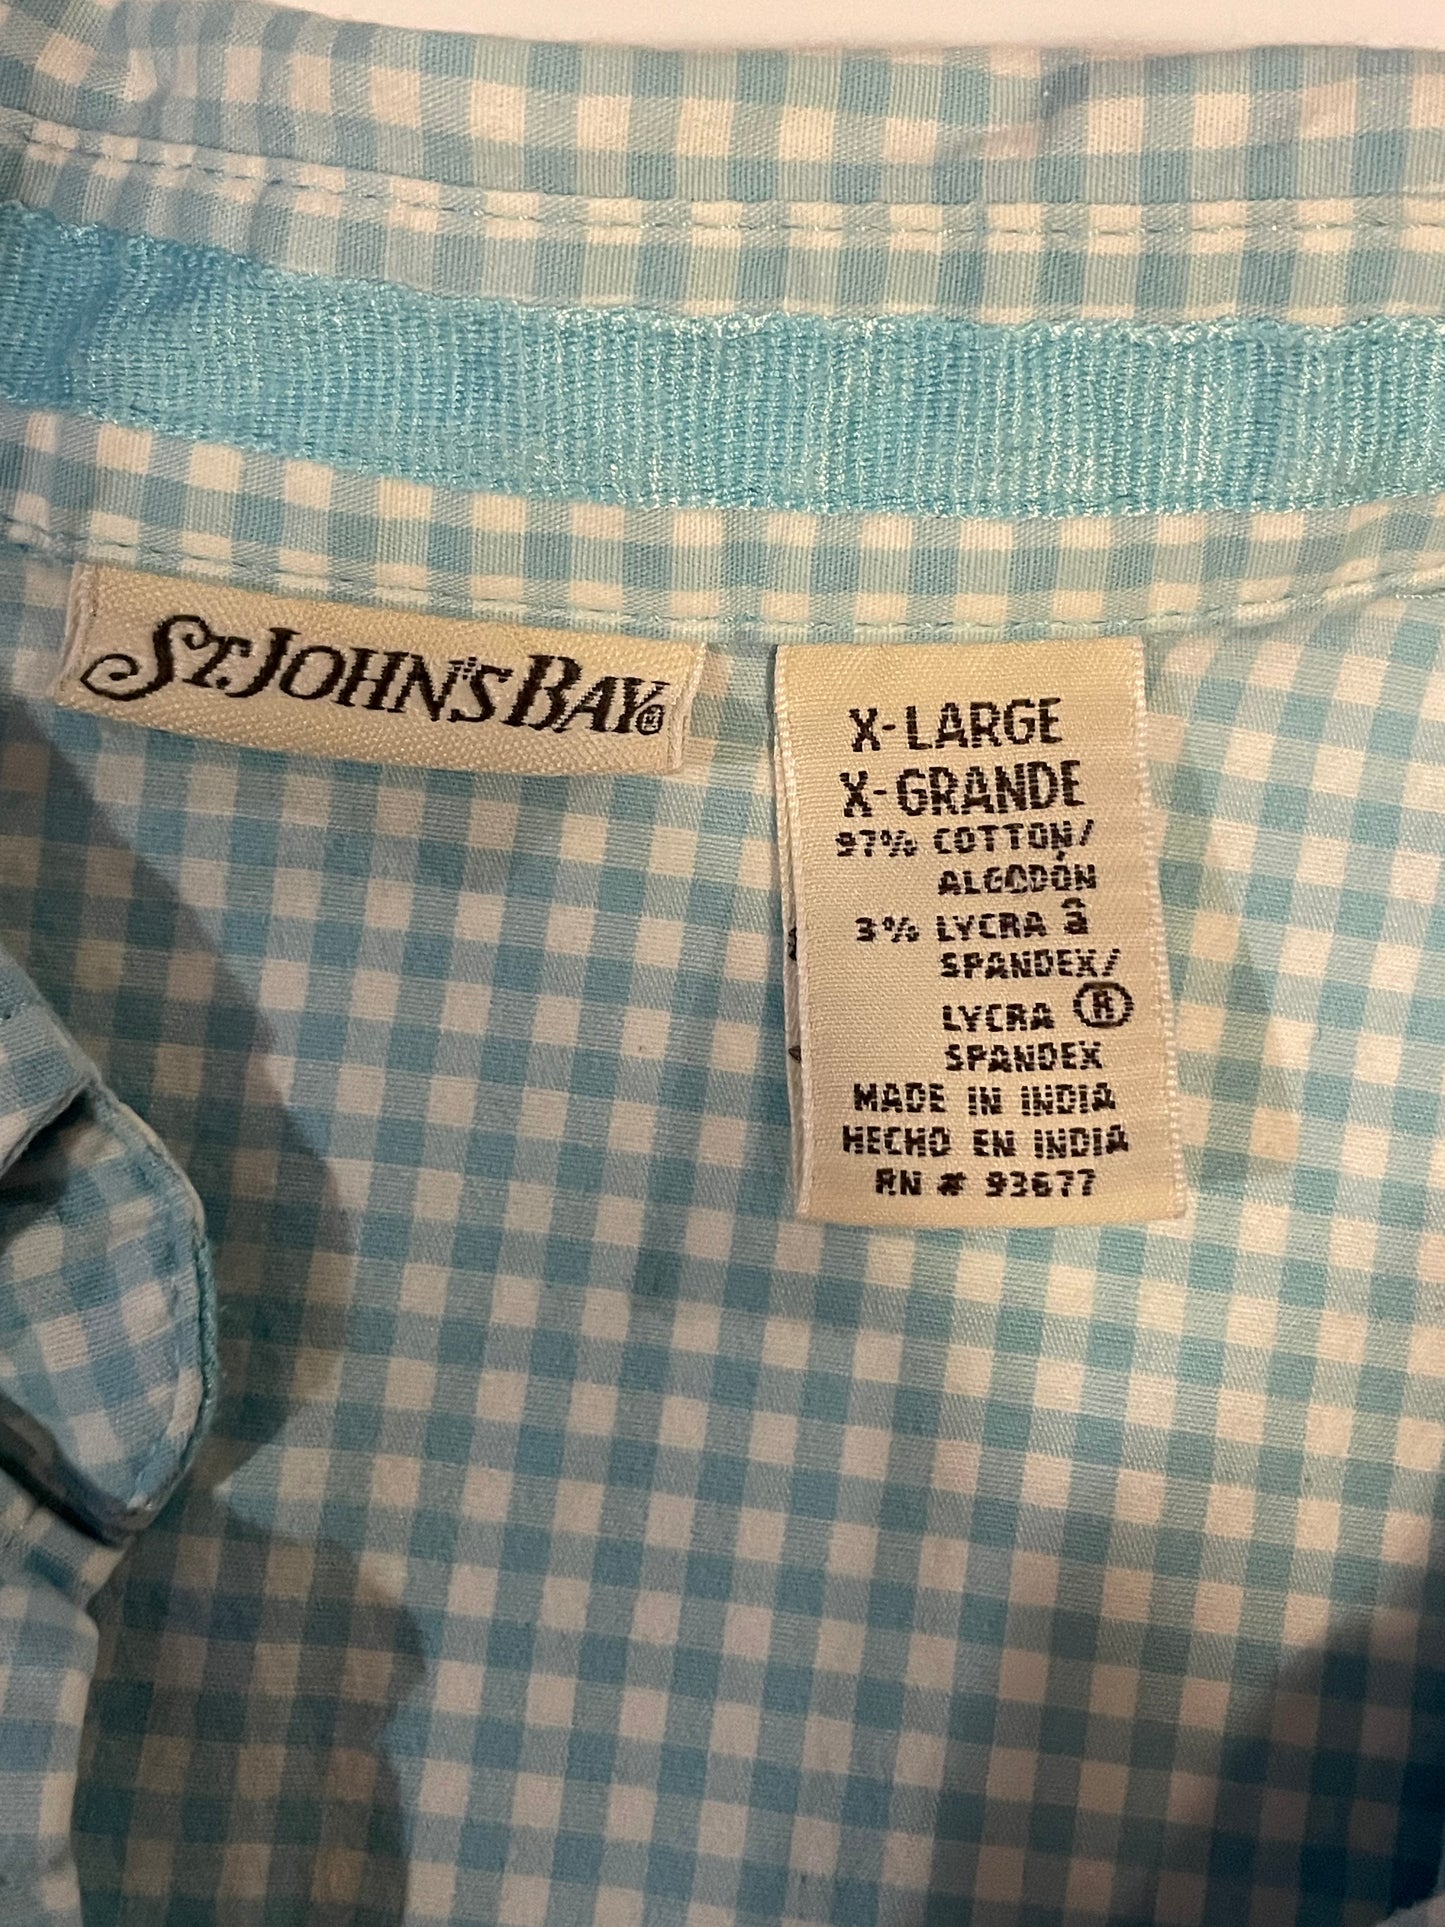 ST. JOHN'S BAY®
X-LARGE
X-GRANDE
97% COTTON/
ALGODÓN
3% LYCRA ®
SPANDEX/
LYCRA ®
SPANDEX
MADE IN INDIA
HECHO EN INDIA
RN # 93677